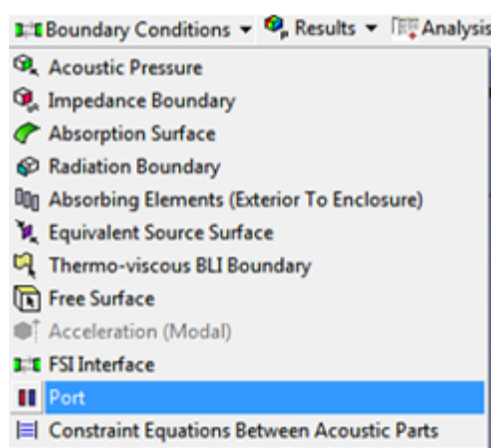 Boundary Conditions Results Analysis
Acoustic Pressure
Impedance Boundary
Absorption Surface
Radiation Boundary
Absorbing Elements (Exterior To Enclosure)
Equivalent Source Surface
Thermo-viscous BLI Boundary
Free Surface
Acceleration (Modal)
FSI Interface
Port
Constraint Equations Between Acoustic Parts